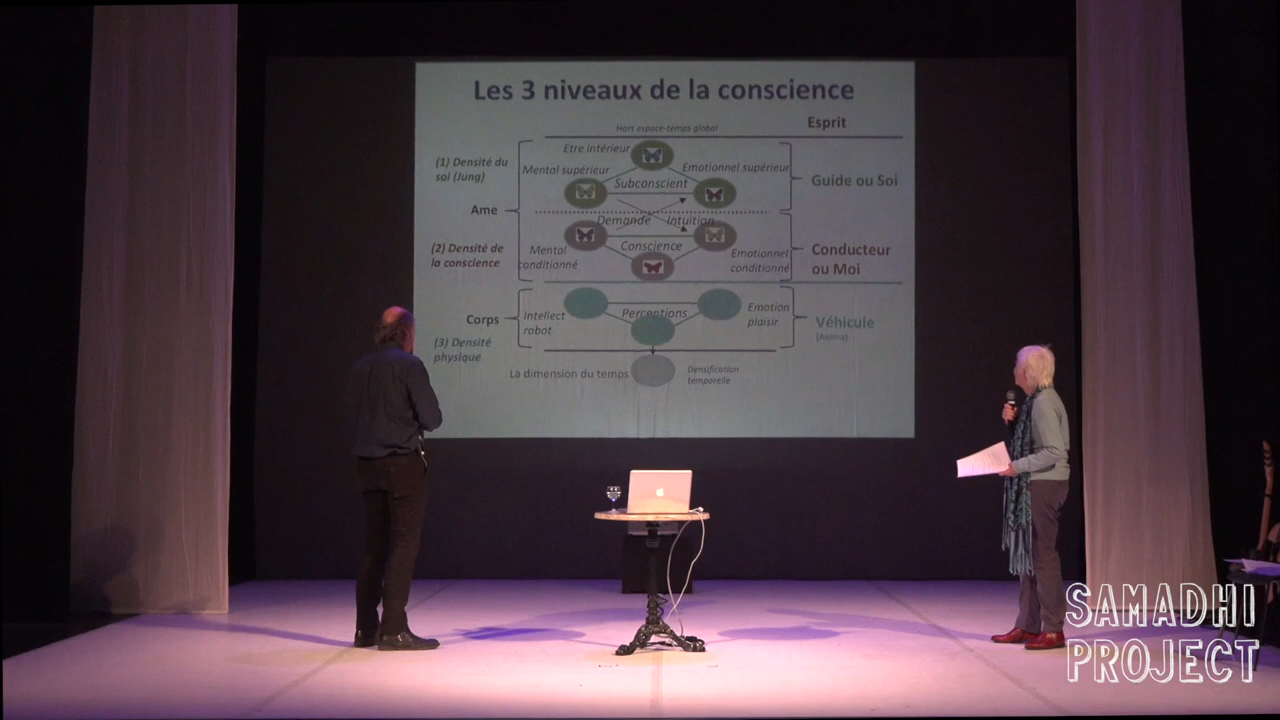 Les 3 niveaux de la conscience
Esprit
Hors espace-temps global
(1) Densité du
soi (Jung)
Etre intérieur
Mental supérieur
Emotionnel supérieur
Subconscient
Guide ou Soi
Ame
Demande
Intuition
(2) Densité de
la conscience
Mental
conditionné
Conscience
Emotionnel
conditionné
Conducteur
ou Moi
Corps
Intellect
robot
Perceptions
Emotion
plaisir
Véhicule
(Anima)
(3) Densité
physique
La dimension du temps
Densification
temporelle
SAMADHI
PROJECT